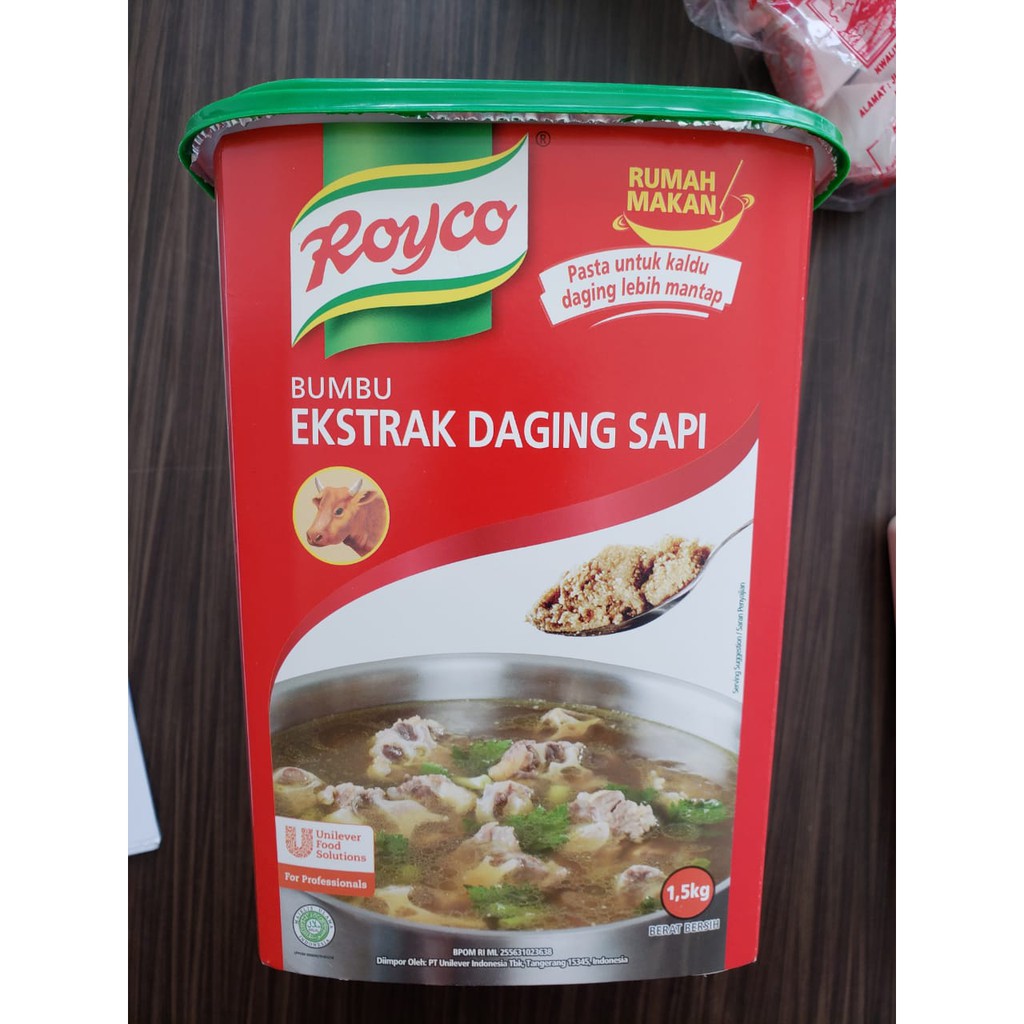 Royco
®
RUMAH
MAKAN
Pasta untuk kaldu
daging lebih mantap
BUMBU
EKSTRAK DAGING SAPI
Serving Suggestion / Saran Penyajian
Unilever
Food
Solutions
For Professionals
1,5kg
BERAT BERSIH
BPOM RI ML 255631023638
Diimpor Oleh: PT Unilever Indonesia Tbk, Tangerang 15345, Indonesia
ALAMAT : J